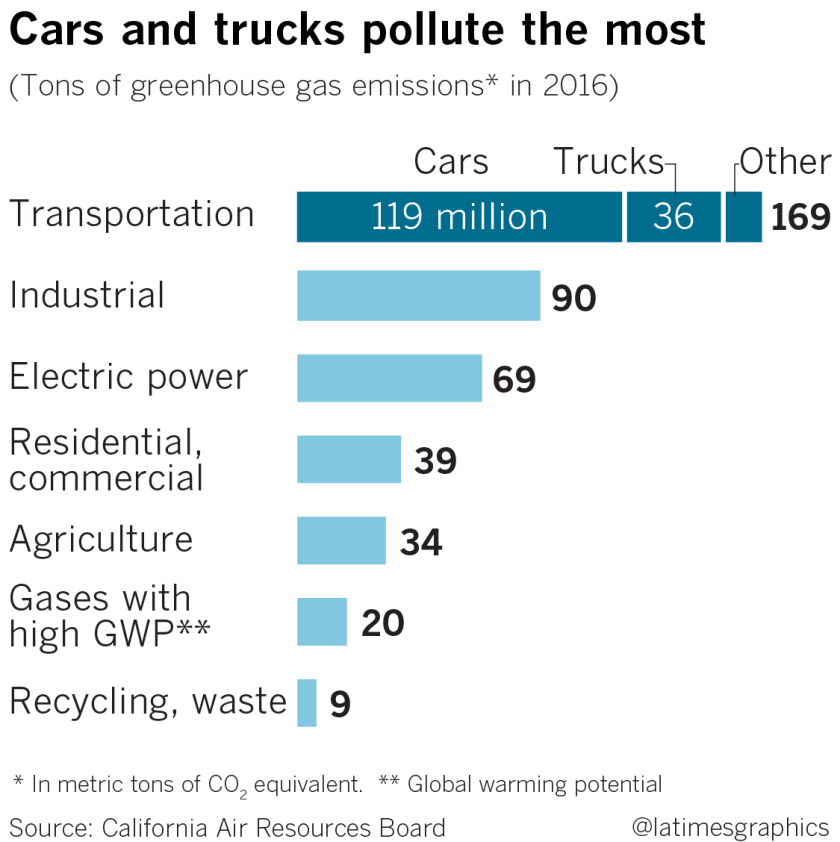 Cars and trucks pollute the most
(Tons of greenhouse gas emissions* in 2016)
Cars Trucks Other
Transportation 119 million 36 169
Industrial 90
Electric power 69
Residential,
commercial 39
Agriculture 34
Gases with
high GWP** 20
Recycling, waste 9
* In metric tons of CO₂ equivalent. ** Global warming potential
Source: California Air Resources Board @latimesgraphics